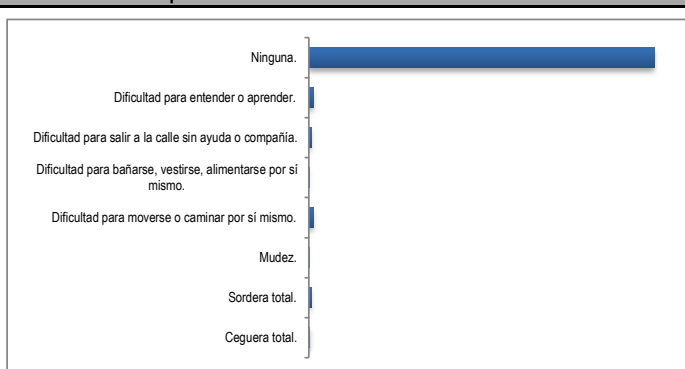 Ninguna.
Dificultad para entender o aprender.
Dificultad para salir a la calle sin ayuda o compañía.
Dificultad para bañarse, vestirse, alimentarse por sí
mismo.
Dificultad para moverse o caminar por sí mismo.
Mudez.
Sordera total.
Ceguera total.